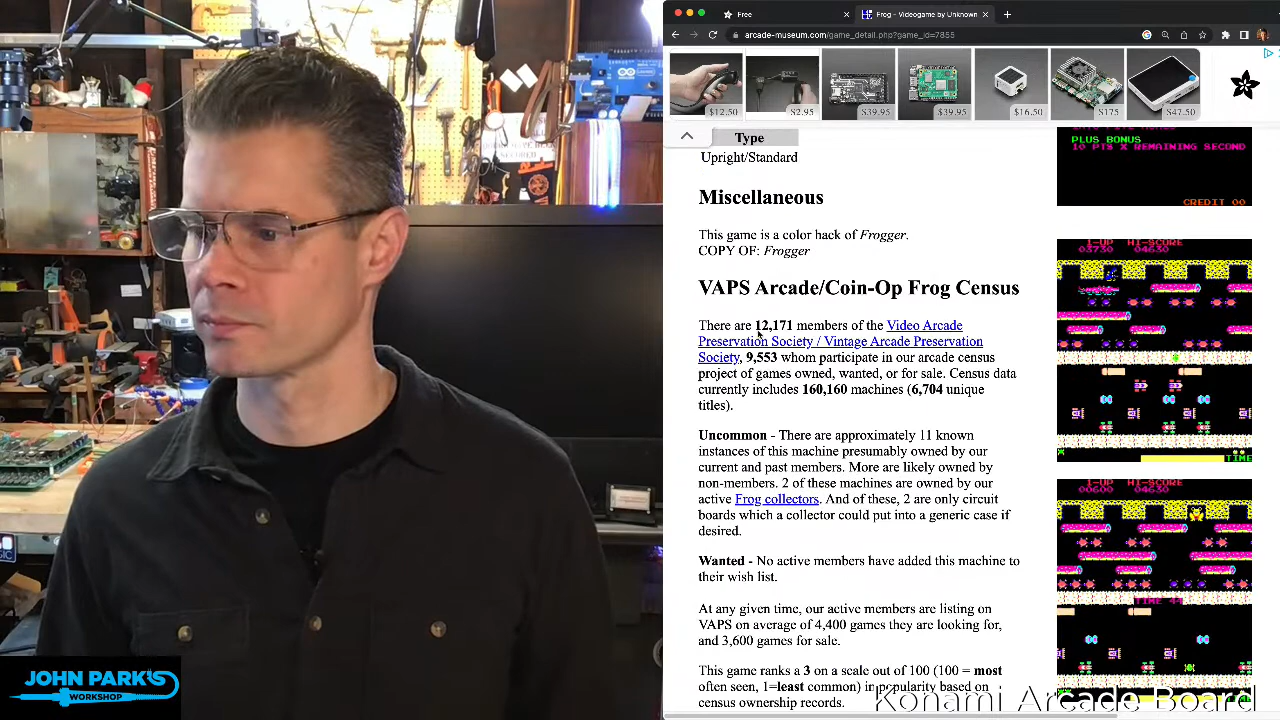 Free
Frog - Videogame by Unknown
arcade-museum.com/game_detail.php?game_id=7855
$12.50
$2.95
$39.95
$39.95
$16.50
$175
$47.50
Type
Upright/Standard
Miscellaneous
This game is a color hack of Frogger.
COPY OF: Frogger
VAPS Arcade/Coin-Op Frog Census
There are 12,171 members of the Video Arcade
Preservation Society / Vintage Arcade Preservation
Society, 9,553 whom participate in our arcade census
project of games owned, wanted, or for sale. Census data
currently includes 160,160 machines (6,704 unique
titles).
Uncommon - There are approximately 11 known
instances of this machine presumably owned by our
current and past members. More are likely owned by
non-members. 2 of these machines are owned by our
active Frog collectors. And of these, 2 are only circuit
boards which a collector could put into a generic case if
desired.
Wanted - No active members have added this machine to
their wish list.
At any given time, our active members are listing on
VAPS on average of 4,400 games they are looking for,
and 3,600 games for sale.
This game ranks a 3 on a scale out of 100 (100 = most
often seen, 1=least common) in popularity based on
census ownership records.
PLUS BONUS
10 PTS X REMAINING SECOND
CREDIT 00
1-UP HI-SCORE
03730 04630
TIME
1-UP HI-SCORE
00600 04630
TIME 44
Konami Arcade Board
JOHN PARK'S
WORKSHOP